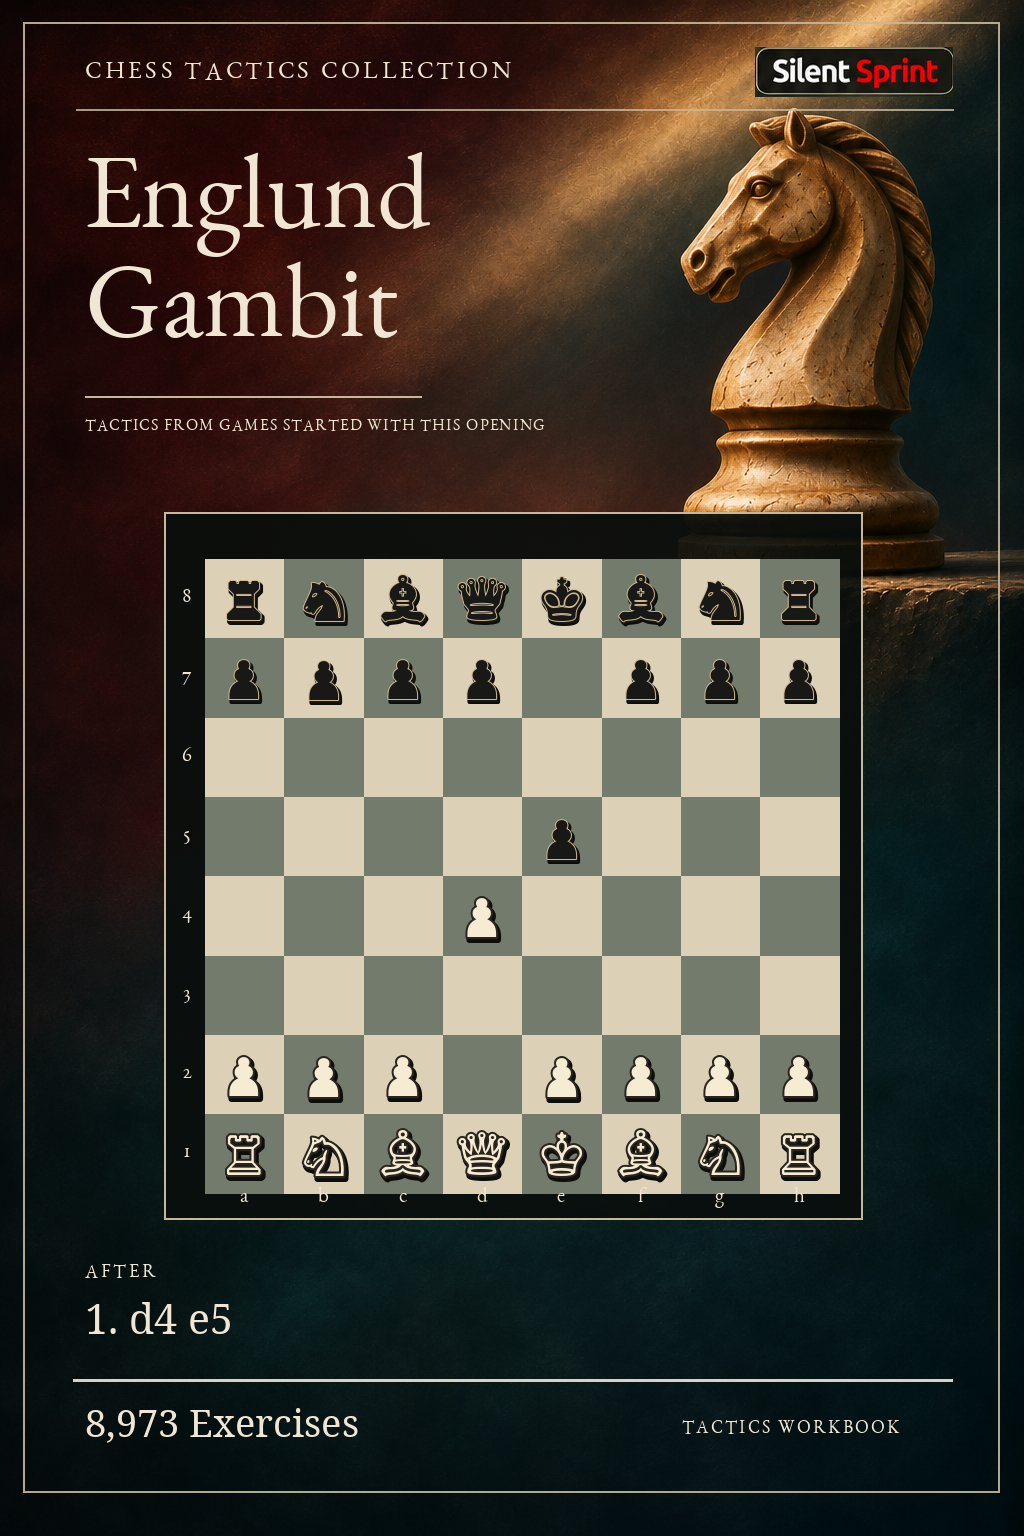 CHESS TACTICS COLLECTION
Silent Sprint
Englund
Gambit
TACTICS FROM GAMES STARTED WITH THIS OPENING
8
7
6
5
4
3
2
1
a b c d e f g h
AFTER
1. d4 e5
8,973 Exercises
TACTICS WORKBOOK